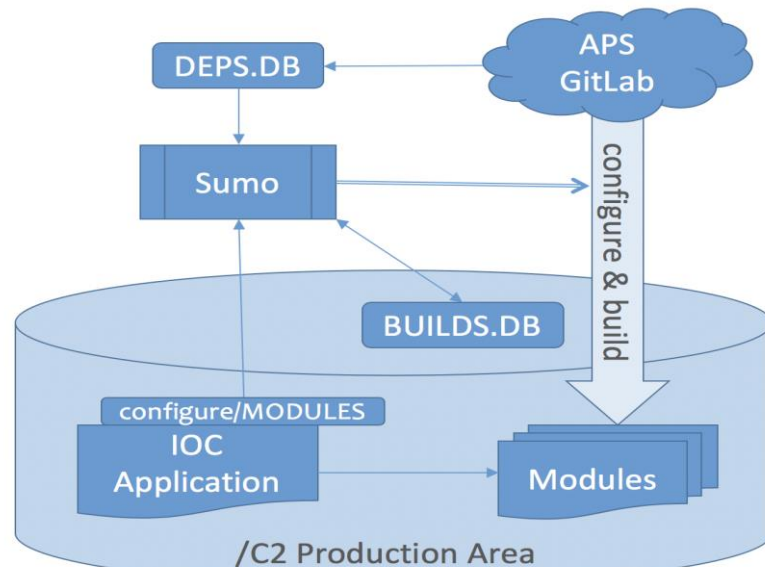 APS
GitLab
DEPS.DB
Sumo
configure & build
BUILDS.DB
configure/MODULES
IOC
Application
Modules
/C2 Production Area